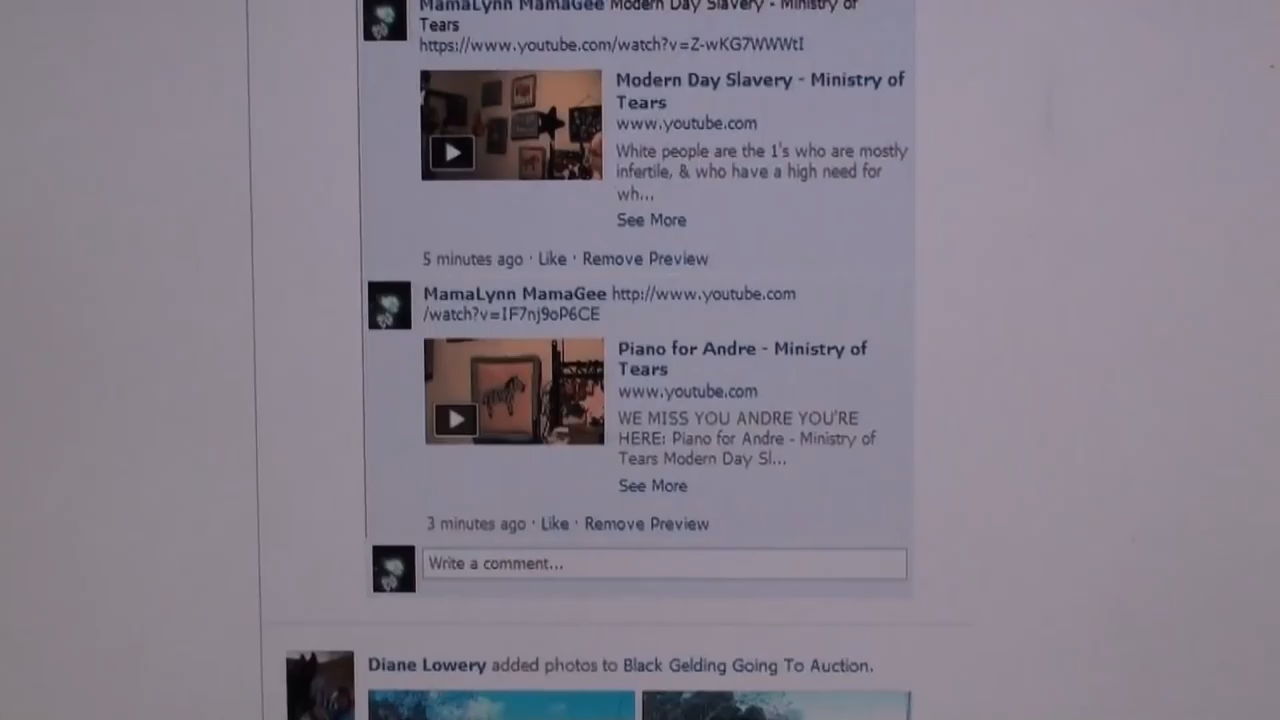 MamaLynn MamaGee Modern Day Slavery - Ministry of
Tears
https://www.youtube.com/watch?v=Z-wKG7WWWtI
Modern Day Slavery - Ministry of
Tears
www.youtube.com
White people are the 1's who are mostly
infertile, & who have a high need for
wh...
See More
5 minutes ago · Like · Remove Preview
MamaLynn MamaGee http://www.youtube.com
/watch?v=IF7nj9oP6CE
Piano for Andre - Ministry of
Tears
www.youtube.com
WE MISS YOU ANDRE YOU'RE
HERE: Piano for Andre - Ministry of
Tears Modern Day Sl...
See More
3 minutes ago · Like · Remove Preview
Write a comment...
Diane Lowery added photos to Black Gelding Going To Auction.